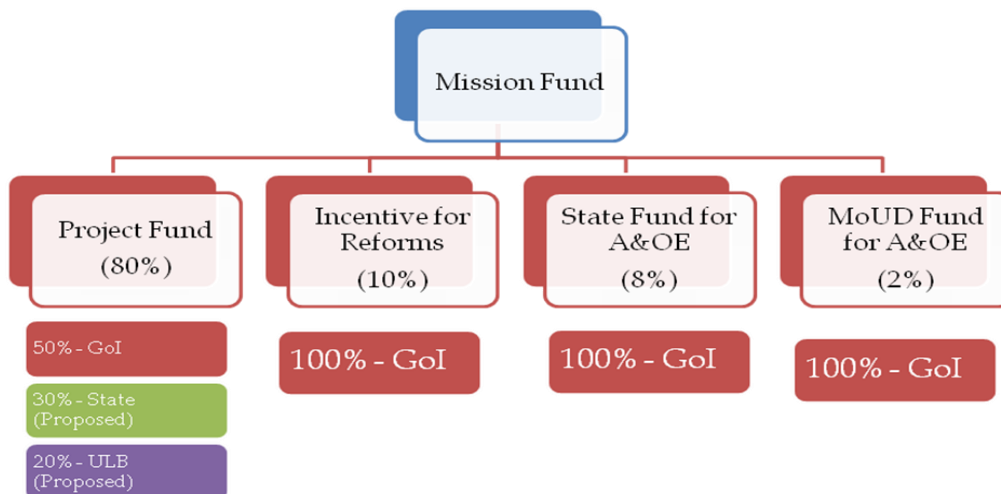 Mission Fund
Project Fund
(80%)
Incentive for
Reforms
(10%)
State Fund for
A&OE
(8%)
MoUD Fund
for A&OE
(2%)
50% - GoI
30% - State
(Proposed)
20% - ULB
(Proposed)
100% - GoI
100% - GoI
100% - GoI